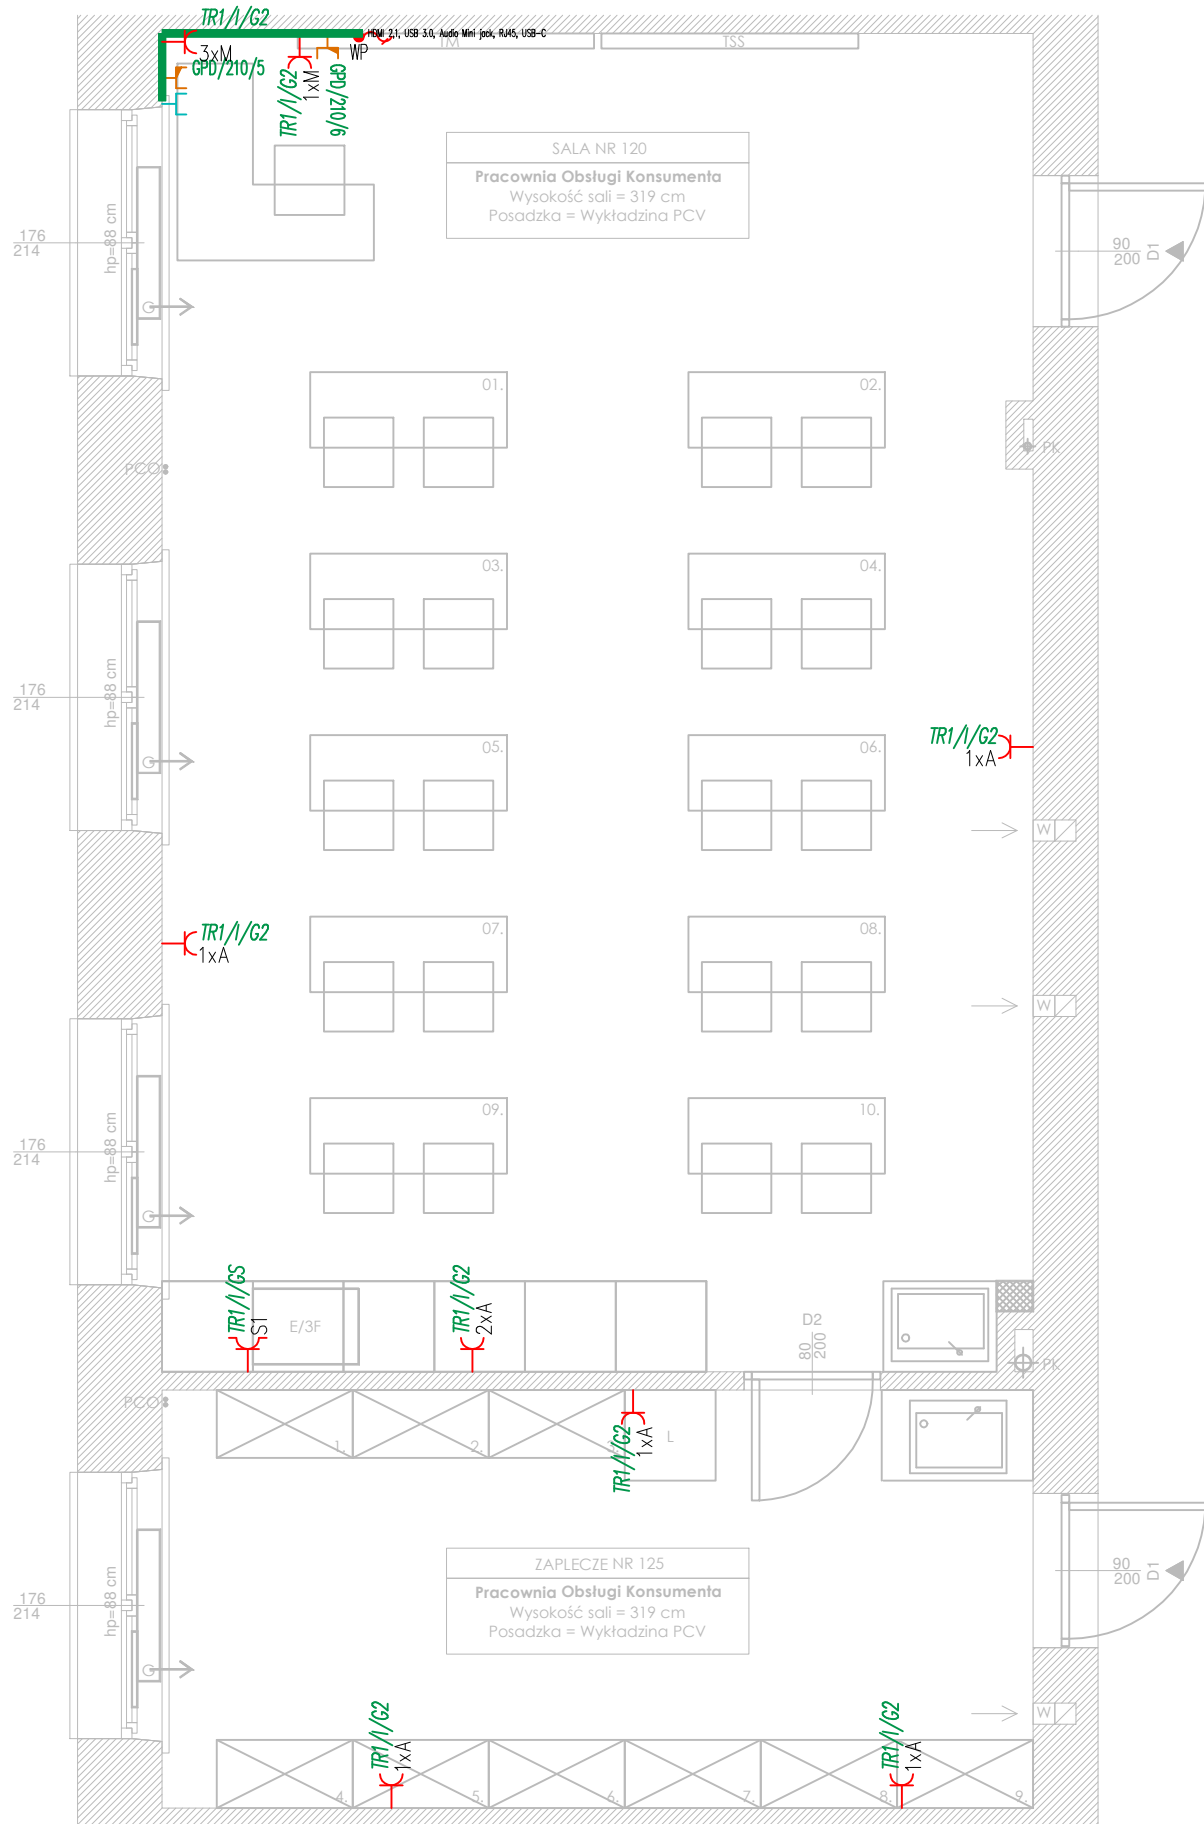 TR1/I/G2
3xM
HDMI 2,1, USB 3.0, Audio Mini jack, RJ45, USB-C
WP
TM
TSS
GPD/210/5
TR1/I/G2
1xM
GPD/210/6
SALA NR 120
Pracownia Obsługi Konsumenta
Wysokość sali = 319 cm
Posadzka = Wykładzina PCV
176
214
hp=88 cm
G
90
200
D1
01.
02.
PCO
PK
03.
04.
176
214
hp=88 cm
G
05.
06.
TR1/I/G2
1xA
W
TR1/I/G2
1xA
07.
08.
W
176
214
hp=88 cm
G
09.
10.
TR1/I/GS
S1
E/3F
TR1/I/G2
2xA
D2
80
200
PK
PCO
1.
2.
TR1/I/G2
1xA
L
ZAPLECZE NR 125
Pracownia Obsługi Konsumenta
Wysokość sali = 319 cm
Posadzka = Wykładzina PCV
176
214
hp=88 cm
G
90
200
D1
W
TR1/I/G2
1xA
TR1/I/G2
1xA
4.
5.
6.
7.
8.
9.